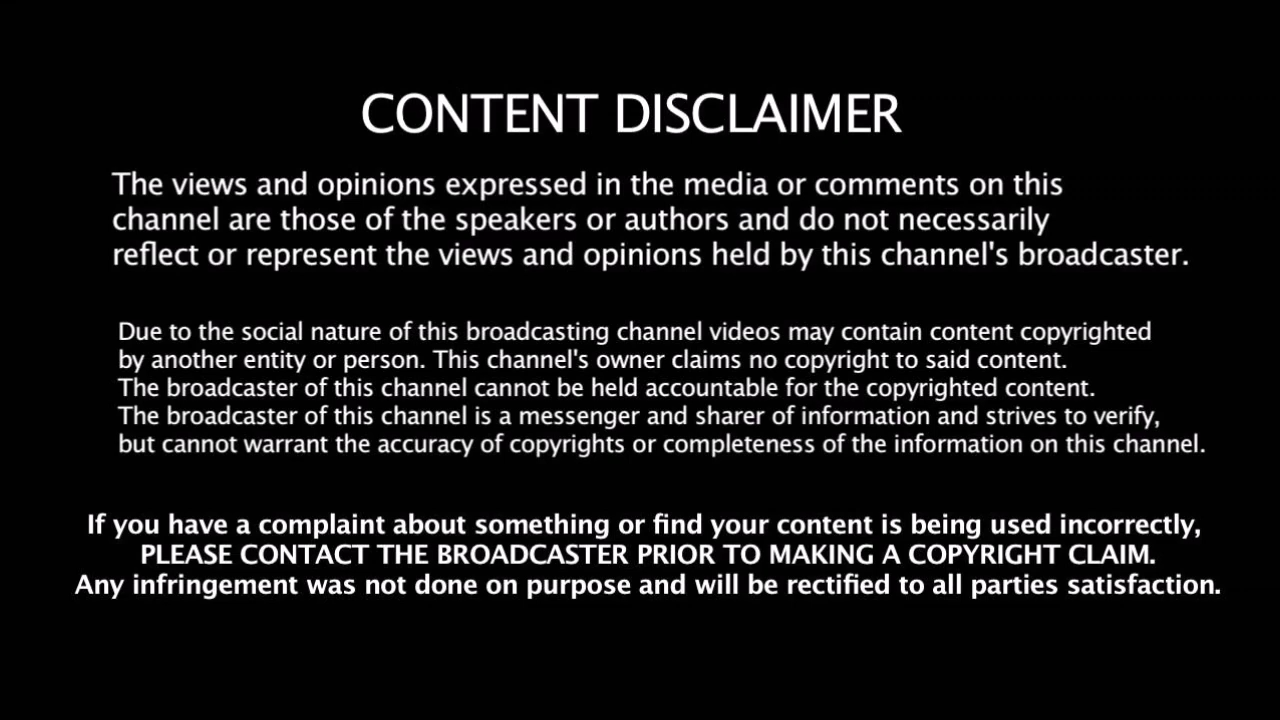 CONTENT DISCLAIMER
The views and opinions expressed in the media or comments on this
channel are those of the speakers or authors and do not necessarily
reflect or represent the views and opinions held by this channel's broadcaster.
Due to the social nature of this broadcasting channel videos may contain content copyrighted
by another entity or person. This channel's owner claims no copyright to said content.
The broadcaster of this channel cannot be held accountable for the copyrighted content.
The broadcaster of this channel is a messenger and sharer of information and strives to verify,
but cannot warrant the accuracy of copyrights or completeness of the information on this channel.
If you have a complaint about something or find your content is being used incorrectly,
PLEASE CONTACT THE BROADCASTER PRIOR TO MAKING A COPYRIGHT CLAIM.
Any infringement was not done on purpose and will be rectified to all parties satisfaction.